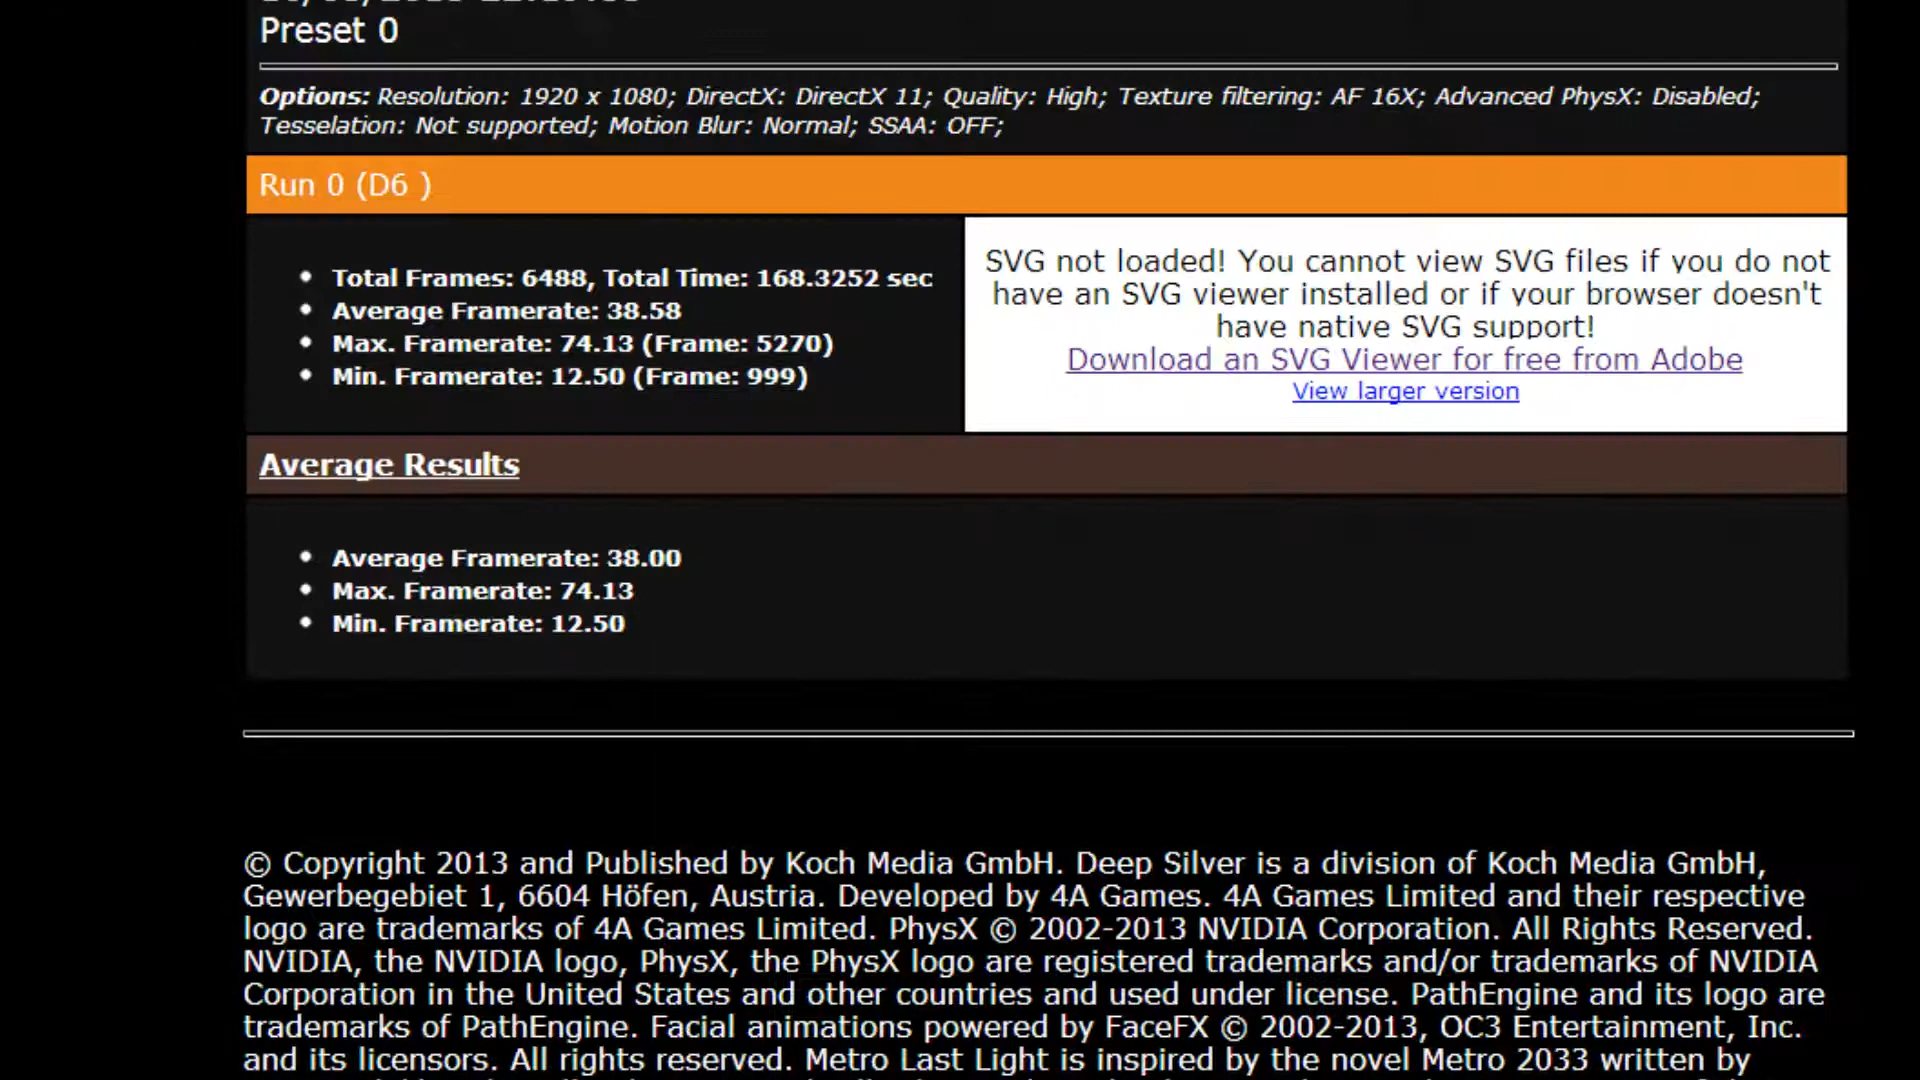 Preset 0
Options: Resolution: 1920 x 1080; DirectX: DirectX 11; Quality: High; Texture filtering: AF 16X; Advanced PhysX: Disabled;
Tesselation: Not supported; Motion Blur: Normal; SSAA: OFF;
Run 0 (D6 )
Total Frames: 6488, Total Time: 168.3252 sec
Average Framerate: 38.58
Max. Framerate: 74.13 (Frame: 5270)
Min. Framerate: 12.50 (Frame: 999)
SVG not loaded! You cannot view SVG files if you do not
have an SVG viewer installed or if your browser doesn't
have native SVG support!
Download an SVG Viewer for free from Adobe
View larger version
Average Results
Average Framerate: 38.00
Max. Framerate: 74.13
Min. Framerate: 12.50
© Copyright 2013 and Published by Koch Media GmbH. Deep Silver is a division of Koch Media GmbH,
Gewerbegebiet 1, 6604 Höfen, Austria. Developed by 4A Games. 4A Games Limited and their respective
logo are trademarks of 4A Games Limited. PhysX © 2002-2013 NVIDIA Corporation. All Rights Reserved.
NVIDIA, the NVIDIA logo, PhysX, the PhysX logo are registered trademarks and/or trademarks of NVIDIA
Corporation in the United States and other countries and used under license. PathEngine and its logo are
trademarks of PathEngine. Facial animations powered by FaceFX © 2002-2013, OC3 Entertainment, Inc.
and its licensors. All rights reserved. Metro Last Light is inspired by the novel Metro 2033 written by